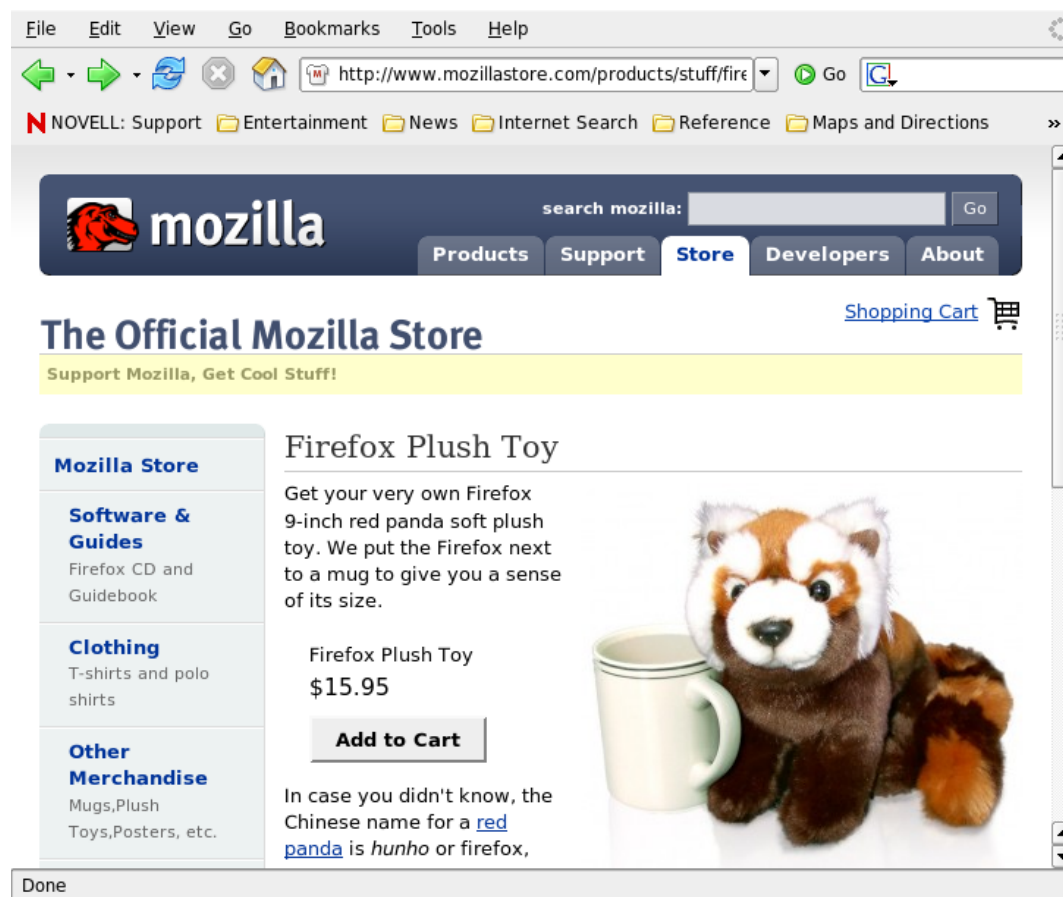 File Edit View Go Bookmarks Tools Help
http://www.mozillastore.com/products/stuff/fire Go G
N NOVELL: Support Entertainment News Internet Search Reference Maps and Directions »
mozilla
search mozilla: Go
Products Support Store Developers About
Shopping Cart
The Official Mozilla Store
Support Mozilla, Get Cool Stuff!
Mozilla Store
Software &
Guides
Firefox CD and
Guidebook
Clothing
T-shirts and polo
shirts
Other
Merchandise
Mugs,Plush
Toys,Posters, etc.
Firefox Plush Toy
Get your very own Firefox
9-inch red panda soft plush
toy. We put the Firefox next
to a mug to give you a sense
of its size.
Firefox Plush Toy
$15.95
Add to Cart
In case you didn't know, the
Chinese name for a red
panda is hunho or firefox,
Done